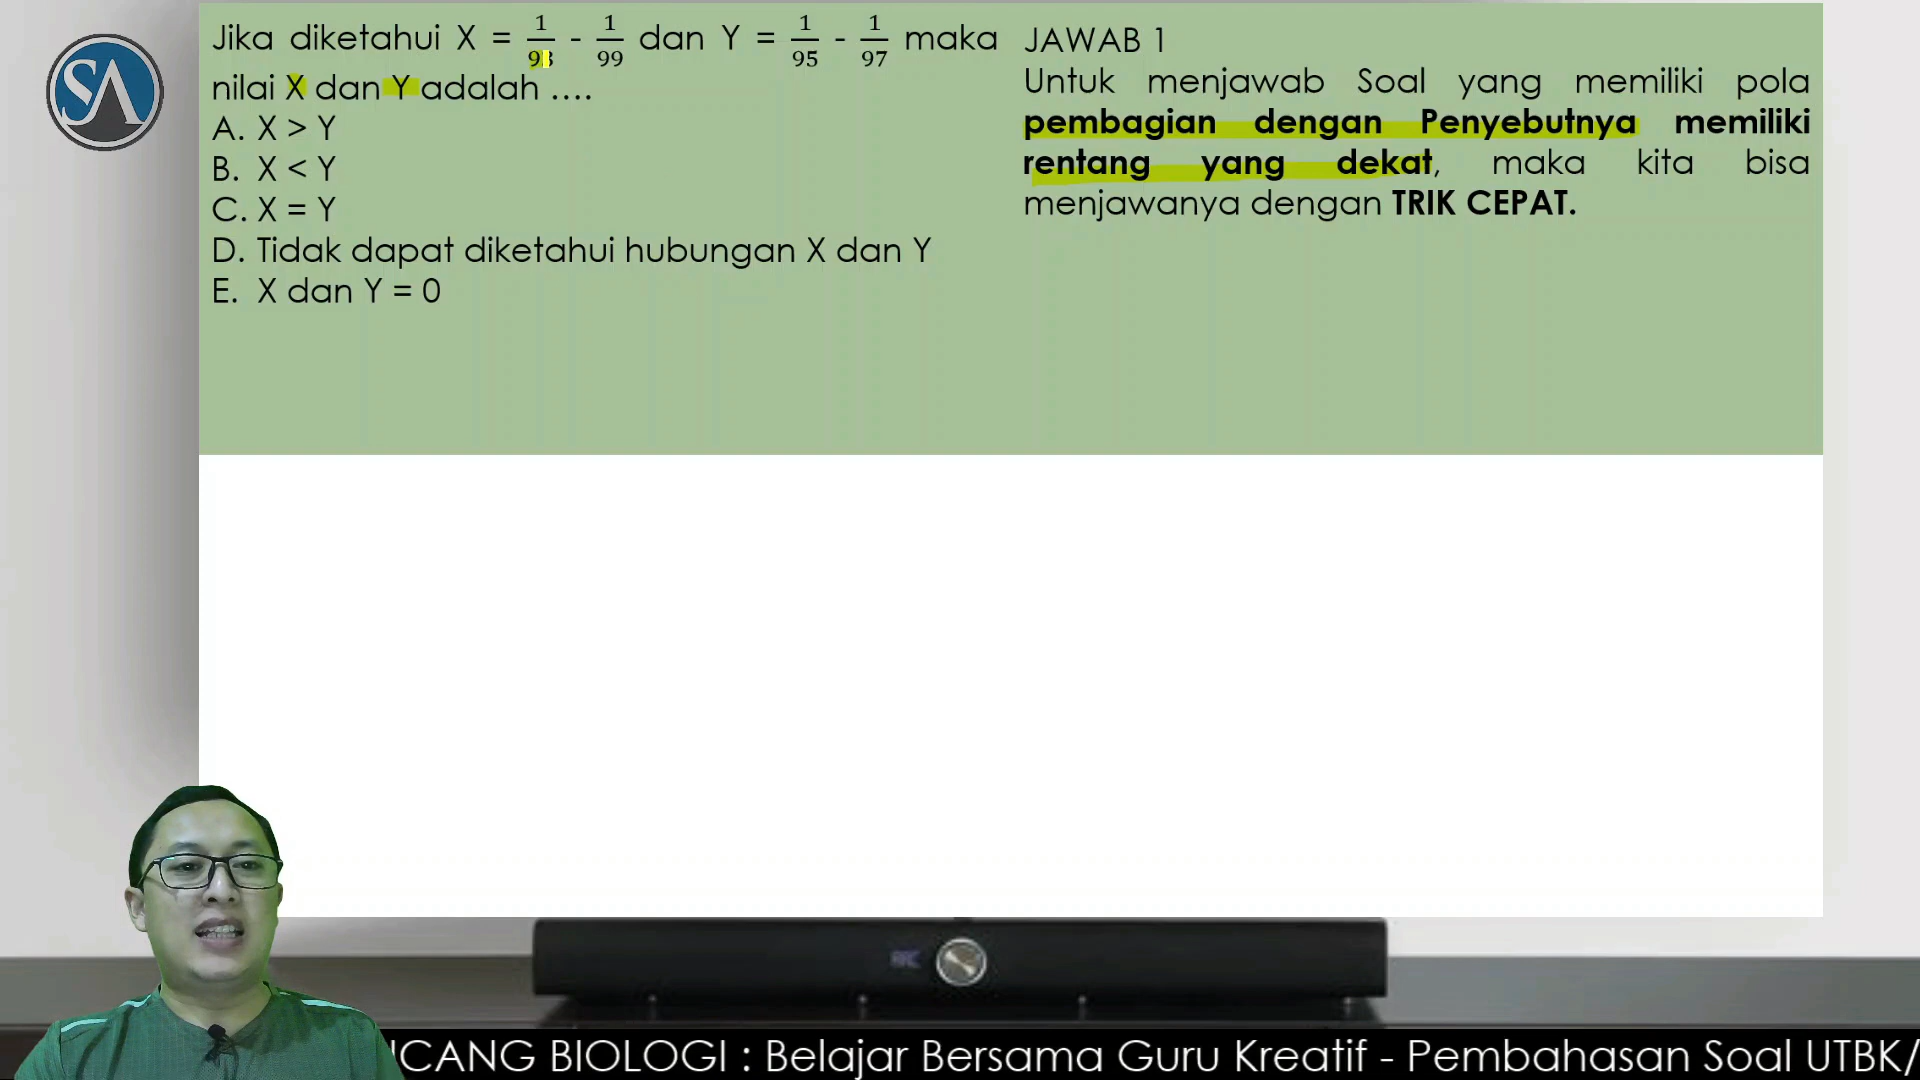 Jika diketahui X = 1/93 - 1/99 dan Y = 1/95 - 1/97 maka
nilai X dan Y adalah ....
A. X > Y
B. X < Y
C. X = Y
D. Tidak dapat diketahui hubungan X dan Y
E. X dan Y = 0
JAWAB 1
Untuk menjawab Soal yang memiliki pola
pembagian dengan Penyebutnya memiliki
rentang yang dekat, maka kita bisa
menjawanya dengan TRIK CEPAT.
SA
NCANG BIOLOGI : Belajar Bersama Guru Kreatif - Pembahasan Soal UTBK/